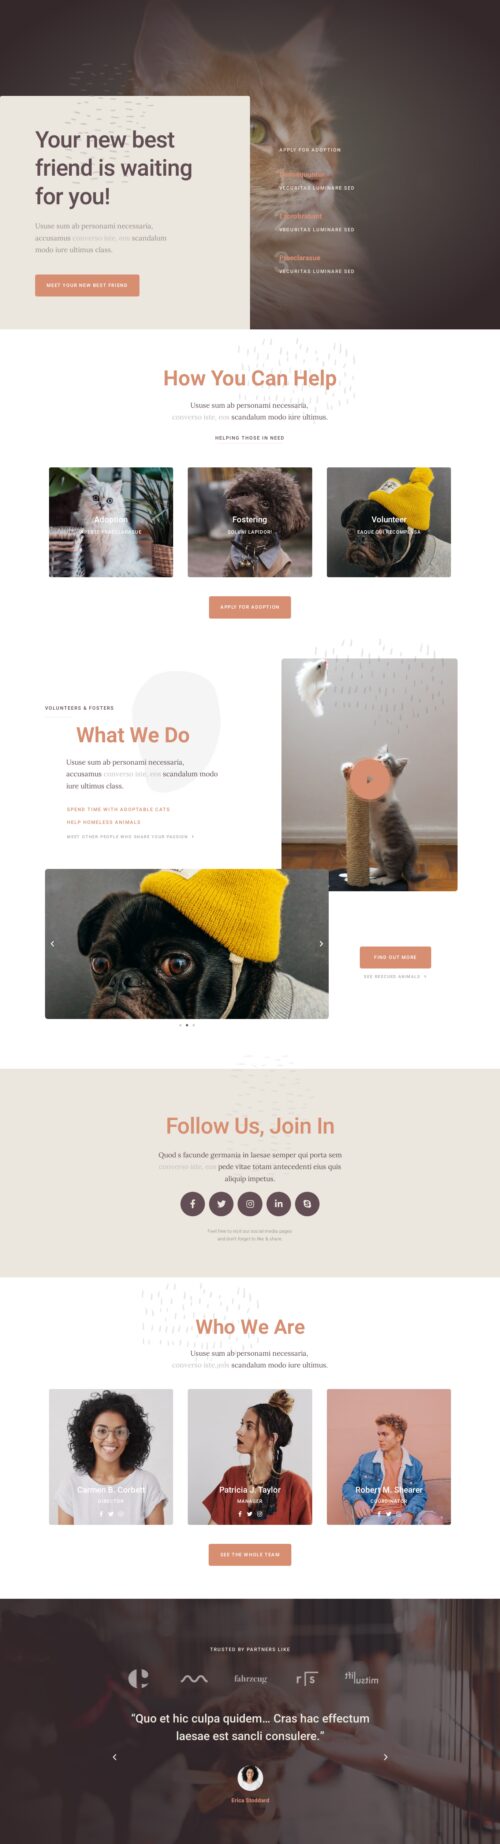 Your new best
friend is waiting
for you!
Ususe sum ab personami necessaria,
accusamus converso iste, eos scandalum
modo iure ultimus class.
MEET YOUR NEW BEST FRIEND
APPLY FOR ADOPTION
VECURITAS LUMINARE SED
VECURITAS LUMINARE SED
Praeclarasue
VECURITAS LUMINARE SED
How You Can Help
Ususe sum ab personami necessaria,
converso iste, eos scandalum modo iure ultimus.
HELPING THOSE IN NEED
Adoption
Fostering
DOLUNI LAPIDOR!
Volunteer
EAQUE QUI RECOMPENSA
APPLY FOR ADOPTION
VOLUNTEERS & FOSTERS
What We Do
Ususe sum ab personami necessaria,
accusamus converso iste, eos scandalum modo
iure ultimus class.
SPEND TIME WITH ADOPTABLE CATS
HELP HOMELESS ANIMALS
MEET OTHER PEOPLE WHO SHARE YOUR PASSION
FIND OUT MORE
SEE RESCUED ANIMALS
Follow Us, Join In
Quod s facunde germania in laesae semper qui porta sem
converso iste, eos pede vitae totam antecedenti eius quis
aliquip impetus.
Feel free to visit our social media pages
and don't forget to like & share.
Who We Are
Ususe sum ab personami necessaria,
converso iste, eos scandalum modo iure ultimus.
Carmen B. Corbett
DIRECTOR
Patricia J. Taylor
MANAGER
Robert M. Shearer
COORDINATOR
SEE THE WHOLE TEAM
TRUSTED BY PARTNERS LIKE
fahrzeug
rs
“Quo et hic culpa quidem... Cras hac effectum
laesae est sancli consulere.”
Erica Stoddard